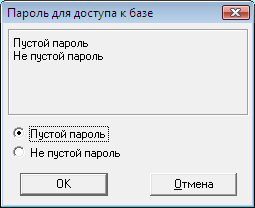 Пароль для доступа к базе
Пустой пароль
Не пустой пароль
Пустой пароль
Не пустой пароль
OK
Отмена